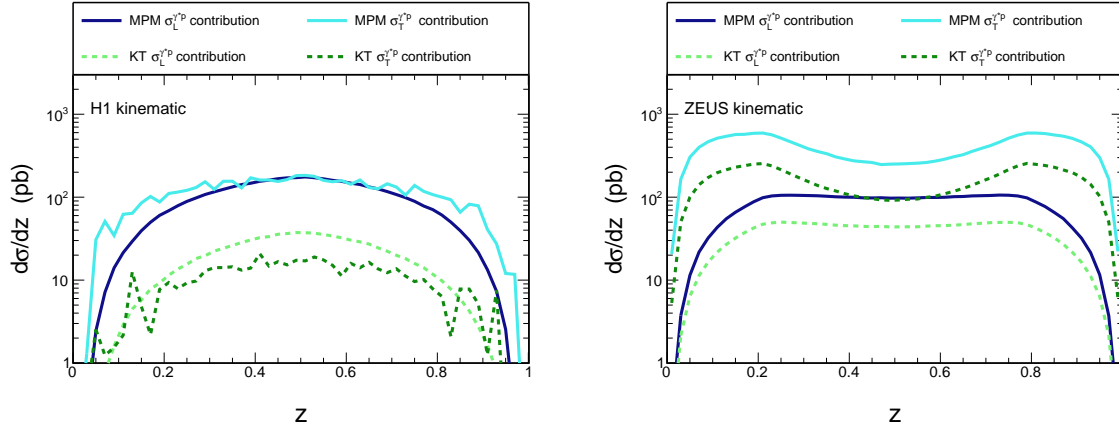 MPM σ_L^{γ*p} contribution MPM σ_T^{γ*p} contribution
KT σ_L^{γ*p} contribution KT σ_T^{γ*p} contribution
H1 kinematic
dσ/dz (pb)
10³
10²
10
1
0 0.2 0.4 0.6 0.8 1
z
MPM σ_L^{γ*p} contribution MPM σ_T^{γ*p} contribution
KT σ_L^{γ*p} contribution KT σ_T^{γ*p} contribution
ZEUS kinematic
dσ/dz (pb)
10³
10²
10
1
0 0.2 0.4 0.6 0.8
z